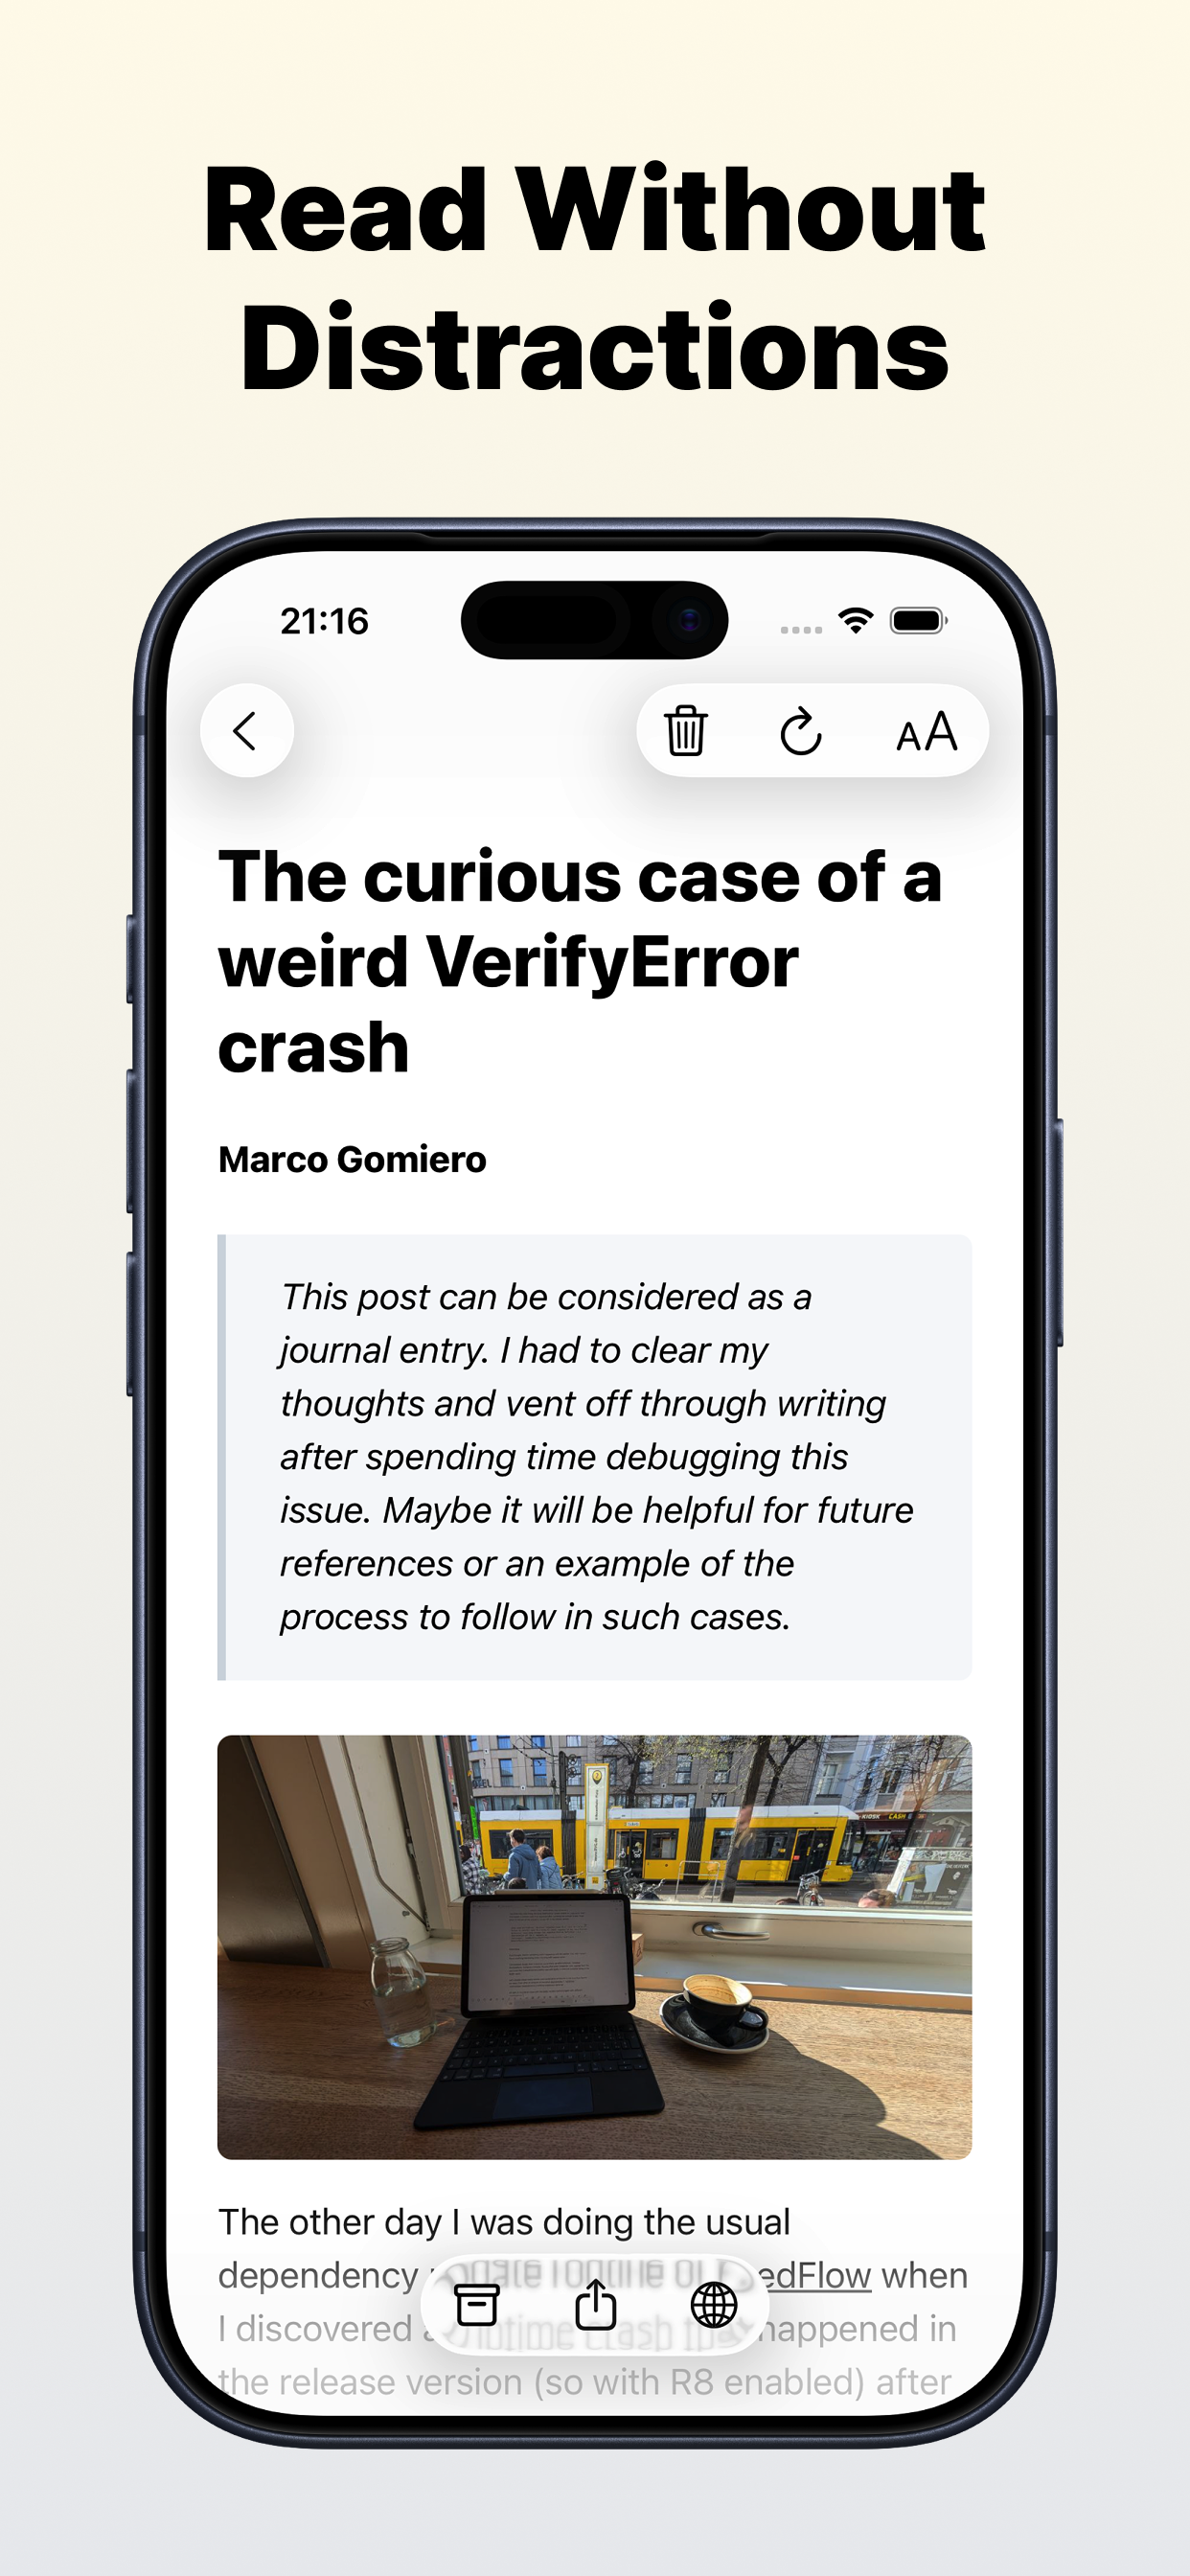 Read Without
Distractions
21:16
AA
The curious case of a
weird VerifyError
crash
Marco Gomiero
This post can be considered as a
journal entry. I had to clear my
thoughts and vent off through writing
after spending time debugging this
issue. Maybe it will be helpful for future
references or an example of the
process to follow in such cases.
KIOSK CASH
The other day I was doing the usual
dependency edFlow when
I discovered a happened in
the release version (so with R8 enabled) after